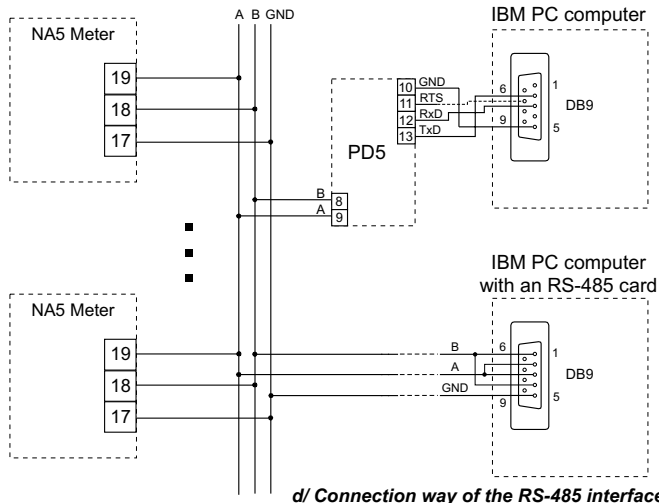 A B GND
IBM PC computer
NA5 Meter
19
18
17
PD5
10 GND
11 RTS
12 RxD
13 TxD
B 8
A 9
6
9
1
5
DB9
IBM PC computer
with an RS-485 card
NA5 Meter
19
18
17
B
A
GND
6
9
1
5
DB9
d/ Connection way of the RS-485 interface